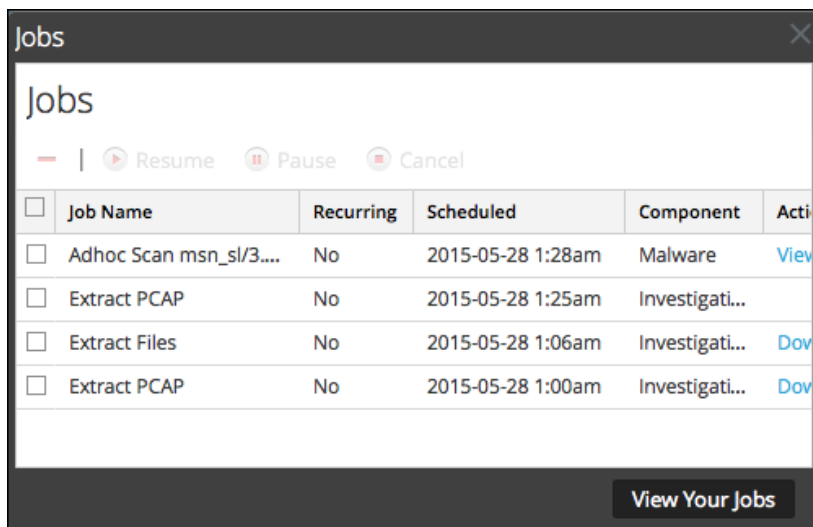 Jobs
Jobs
Resume Pause Cancel
Job Name Recurring Scheduled Component Acti
Adhoc Scan msn_sl/3.... No 2015-05-28 1:28am Malware View
Extract PCAP No 2015-05-28 1:25am Investigati...
Extract Files No 2015-05-28 1:06am Investigati... Dow
Extract PCAP No 2015-05-28 1:00am Investigati... Dow
View Your Jobs